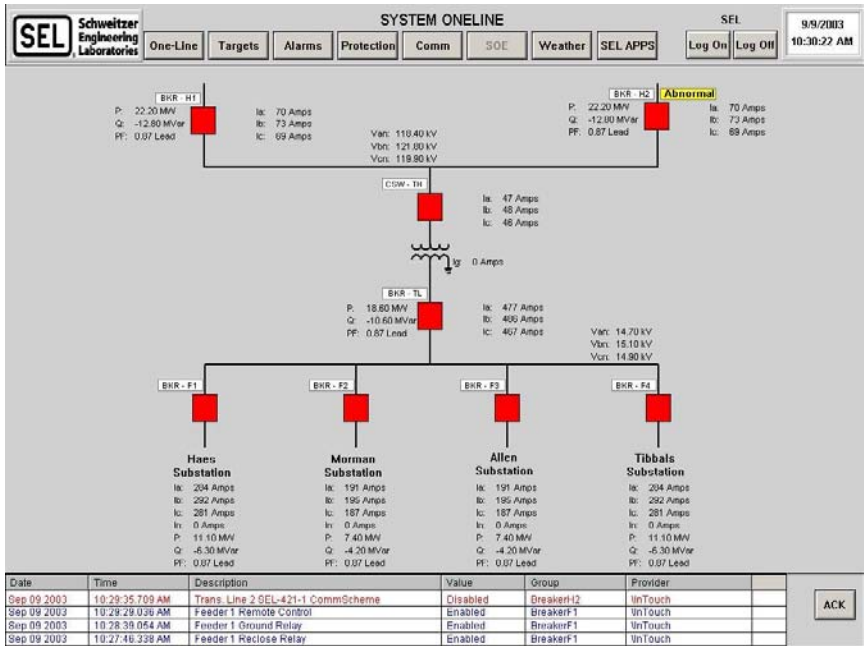 SEL
Schweitzer
Engineering
Laboratories
SYSTEM ONELINE
SEL
9/9/2003
10:30:22 AM
One-Line
Targets
Alarms
Protection
Comm
SOE
Weather
SEL APPS
Log On
Log Off
BKR - H1
P: 22.20 MW
Q: -12.80 MVar
PF: 0.87 Lead
Ia: 70 Amps
Ib: 73 Amps
Ic: 69 Amps
Van: 118.40 kV
Vbn: 121.80 kV
Vcn: 119.90 kV
BKR - H2
Abnormal
P: 22.20 MW
Q: -12.80 MVar
PF: 0.87 Lead
Ia: 70 Amps
Ib: 73 Amps
Ic: 69 Amps
CSW - TH
Ia: 47 Amps
Ib: 48 Amps
Ic: 46 Amps
Ig: 0 Amps
BKR - TL
P: 18.60 MW
Q: -10.60 MVar
PF: 0.87 Lead
Ia: 477 Amps
Ib: 486 Amps
Ic: 467 Amps
Van: 14.70 kV
Vbn: 15.10 kV
Vcn: 14.90 kV
BKR - F1
BKR - F2
BKR - F3
BKR - F4
Haes
Substation
Ia: 284 Amps
Ib: 292 Amps
Ic: 281 Amps
In: 0 Amps
P: 11.10 MW
Q: -6.30 MVar
PF: 0.87 Lead
Morman
Substation
Ia: 191 Amps
Ib: 195 Amps
Ic: 187 Amps
In: 0 Amps
P: 7.40 MW
Q: -4.20 MVar
PF: 0.87 Lead
Allen
Substation
Ia: 191 Amps
Ib: 195 Amps
Ic: 187 Amps
In: 0 Amps
P: 7.40 MW
Q: -4.20 MVar
PF: 0.87 Lead
Tibbals
Substation
Ia: 284 Amps
Ib: 292 Amps
Ic: 281 Amps
In: 0 Amps
P: 11.10 MW
Q: -6.30 MVar
PF: 0.87 Lead
Date Time Description Value Group Provider
Sep 09 2003 10:29:35.709 AM Trans. Line 2 SEL-421-1 CommScheme Disabled BreakerH2 \InTouch
Sep 09 2003 10:29:29.036 AM Feeder 1 Remote Control Enabled BreakerF1 \InTouch
Sep 09 2003 10:28:39.054 AM Feeder 1 Ground Relay Enabled BreakerF1 \InTouch
Sep 09 2003 10:27:46.338 AM Feeder 1 Reclose Relay Enabled BreakerF1 \InTouch
ACK